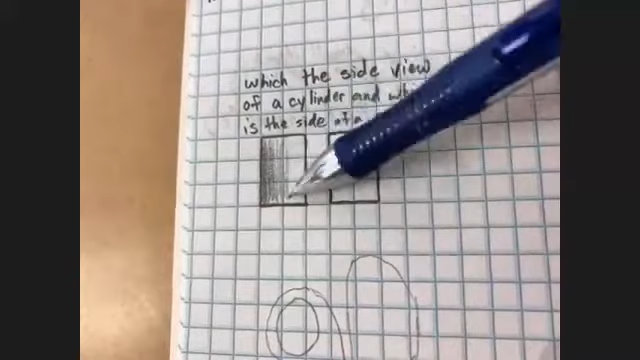 which the side view
of a cylinder and
is the side of a